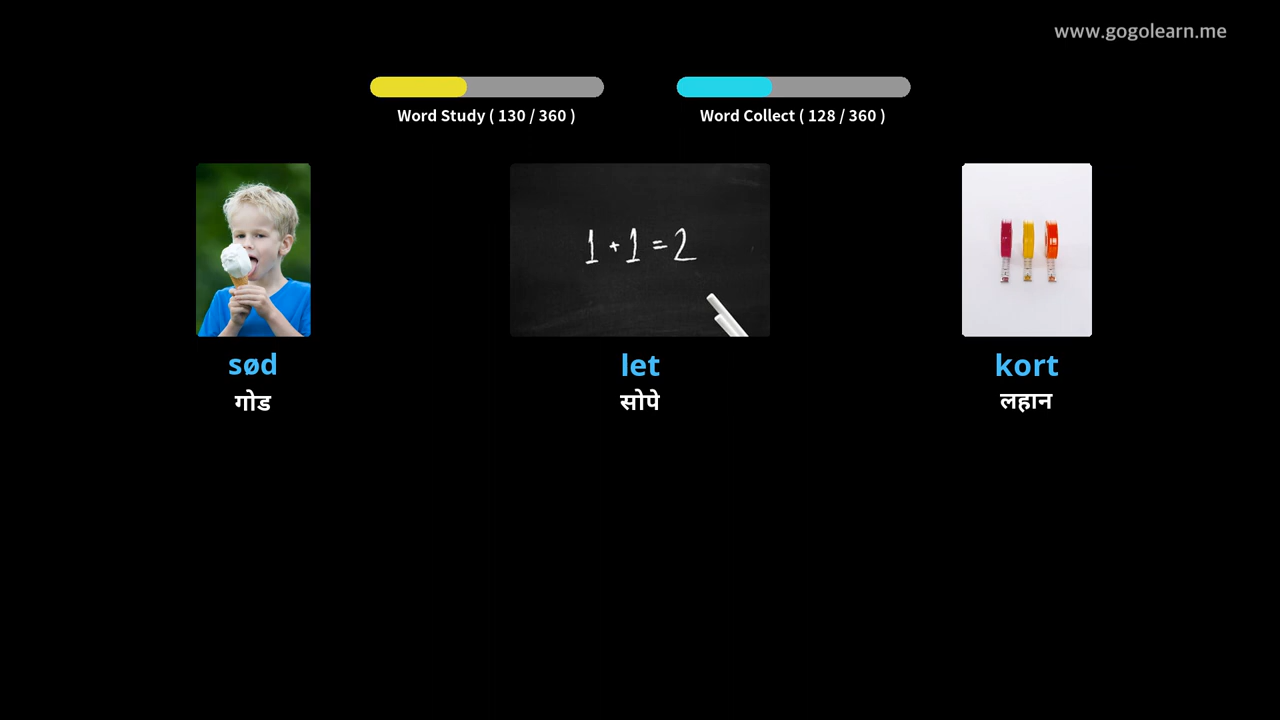 www.gogolearn.me
Word Study ( 130 / 360 )
Word Collect ( 128 / 360 )
1 + 1 = 2
sød
let
kort
गोड
सोपे
लहान